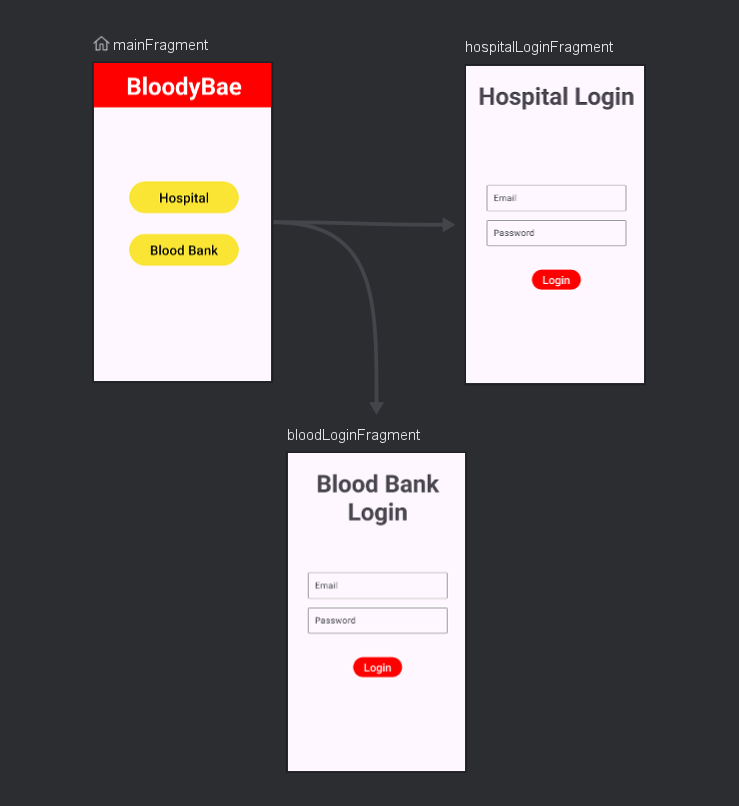 mainFragment
BloodyBae
Hospital
Blood Bank
hospitalLoginFragment
Hospital Login
Email
Password
Login
bloodLoginFragment
Blood Bank
Login
Email
Password
Login